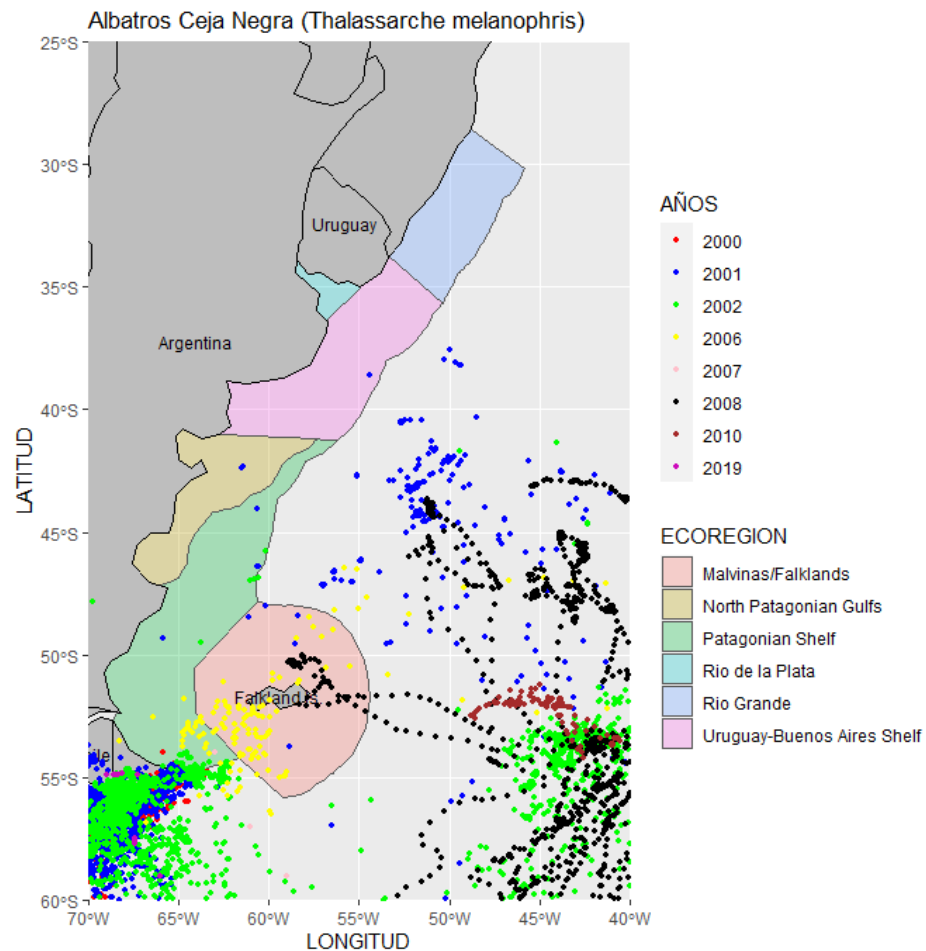 Albatros Ceja Negra (Thalassarche melanophris)
25°S
30°S
35°S
40°S
45°S
50°S
55°S
60°S
LATITUD
Uruguay
Argentina
Falklands
le
70°W
65°W
60°W
55°W
50°W
45°W
40°W
LONGITUD
AÑOS
2000
2001
2002
2006
2007
2008
2010
2019
ECOREGION
Malvinas/Falklands
North Patagonian Gulfs
Patagonian Shelf
Rio de la Plata
Rio Grande
Uruguay-Buenos Aires Shelf